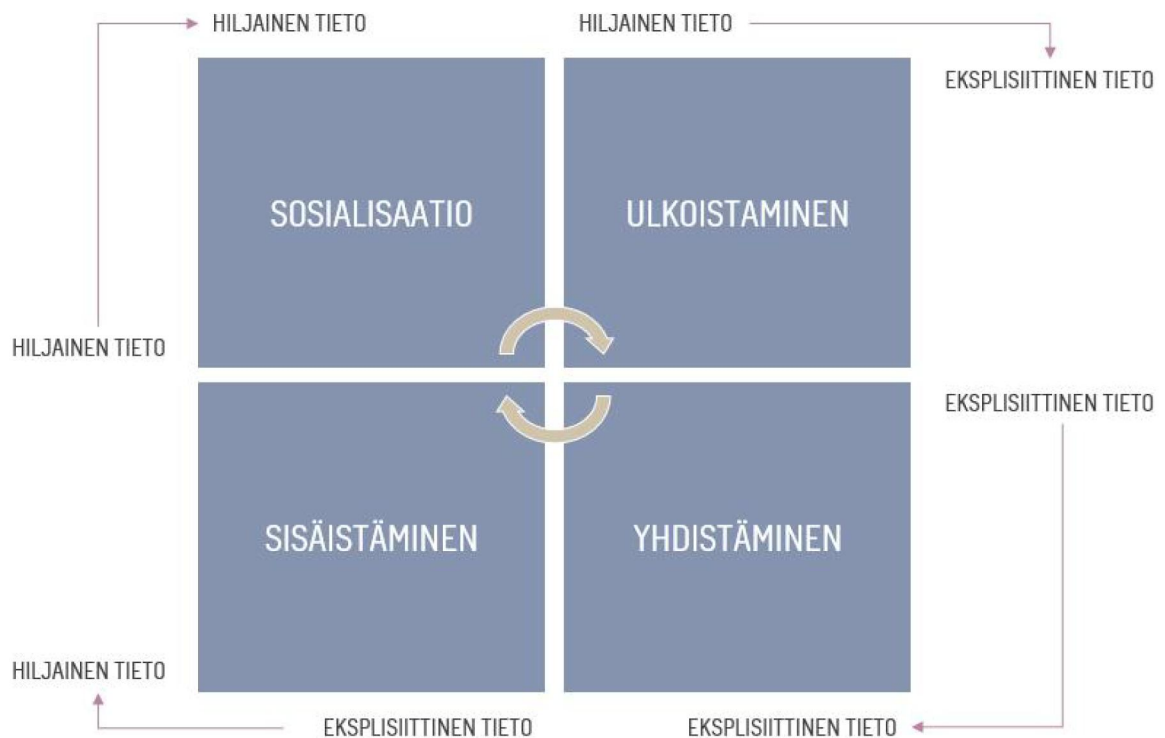 HILJAINEN TIETO
HILJAINEN TIETO
EKSPLISIITTINEN TIETO
SOSIALISAATIO
ULKOISTAMINEN
HILJAINEN TIETO
EKSPLISIITTINEN TIETO
SISÄISTÄMINEN
YHDISTÄMINEN
HILJAINEN TIETO
EKSPLISIITTINEN TIETO
EKSPLISIITTINEN TIETO